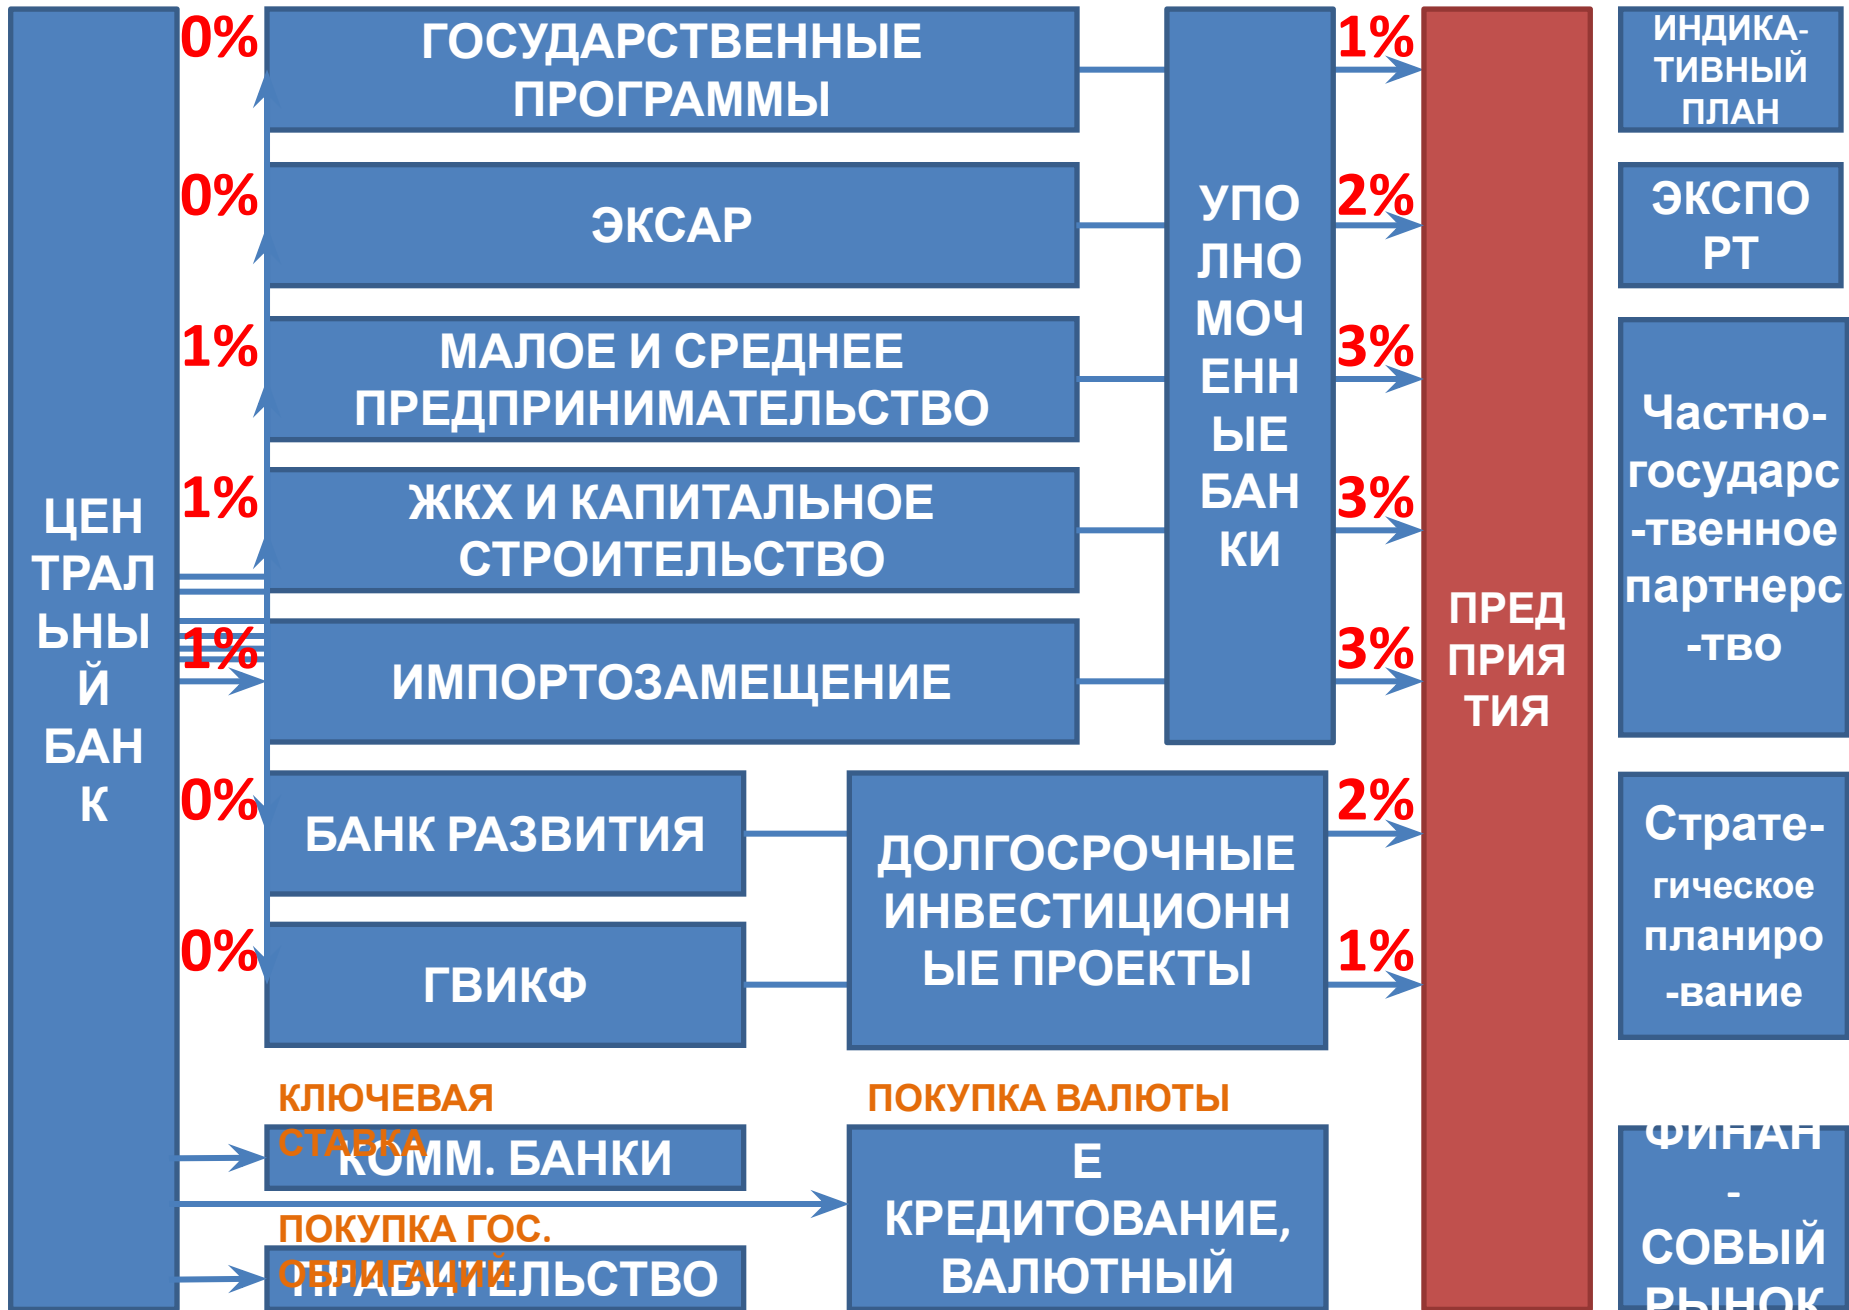 ЦЕН
ТРАЛ
ЬНЫ
Й
БАН
К
0%
ГОСУДАРСТВЕННЫЕ
ПРОГРАММЫ
0%
ЭКСАР
1%
МАЛОЕ И СРЕДНЕЕ
ПРЕДПРИНИМАТЕЛЬСТВО
1%
ЖКХ И КАПИТАЛЬНОЕ
СТРОИТЕЛЬСТВО
1%
ИМПОРТОЗАМЕЩЕНИЕ
0%
БАНК РАЗВИТИЯ
0%
ГВИКФ
УПО
ЛНО
МОЧ
ЕНН
ЫЕ
БАН
КИ
ДОЛГОСРОЧНЫЕ
ИНВЕСТИЦИОНН
ЫЕ ПРОЕКТЫ
1%
2%
3%
3%
3%
2%
1%
ПРЕД
ПРИЯ
ТИЯ
ИНДИКА-
ТИВНЫЙ
ПЛАН
ЭКСПО
РТ
Частно-
государс
-твенное
партнерс
-тво
Страте-
гическое
планиро
-вание
КЛЮЧЕВАЯ
СТАВКА
КОММ. БАНКИ
ПОКУПКА ГОС.
ОБЛИГАЦИЙ
ПРАВИТЕЛЬСТВО
ПОКУПКА ВАЛЮТЫ
Е
КРЕДИТОВАНИЕ,
ВАЛЮТНЫЙ
ФИНАН
-
СОВЫЙ
РЫНОК